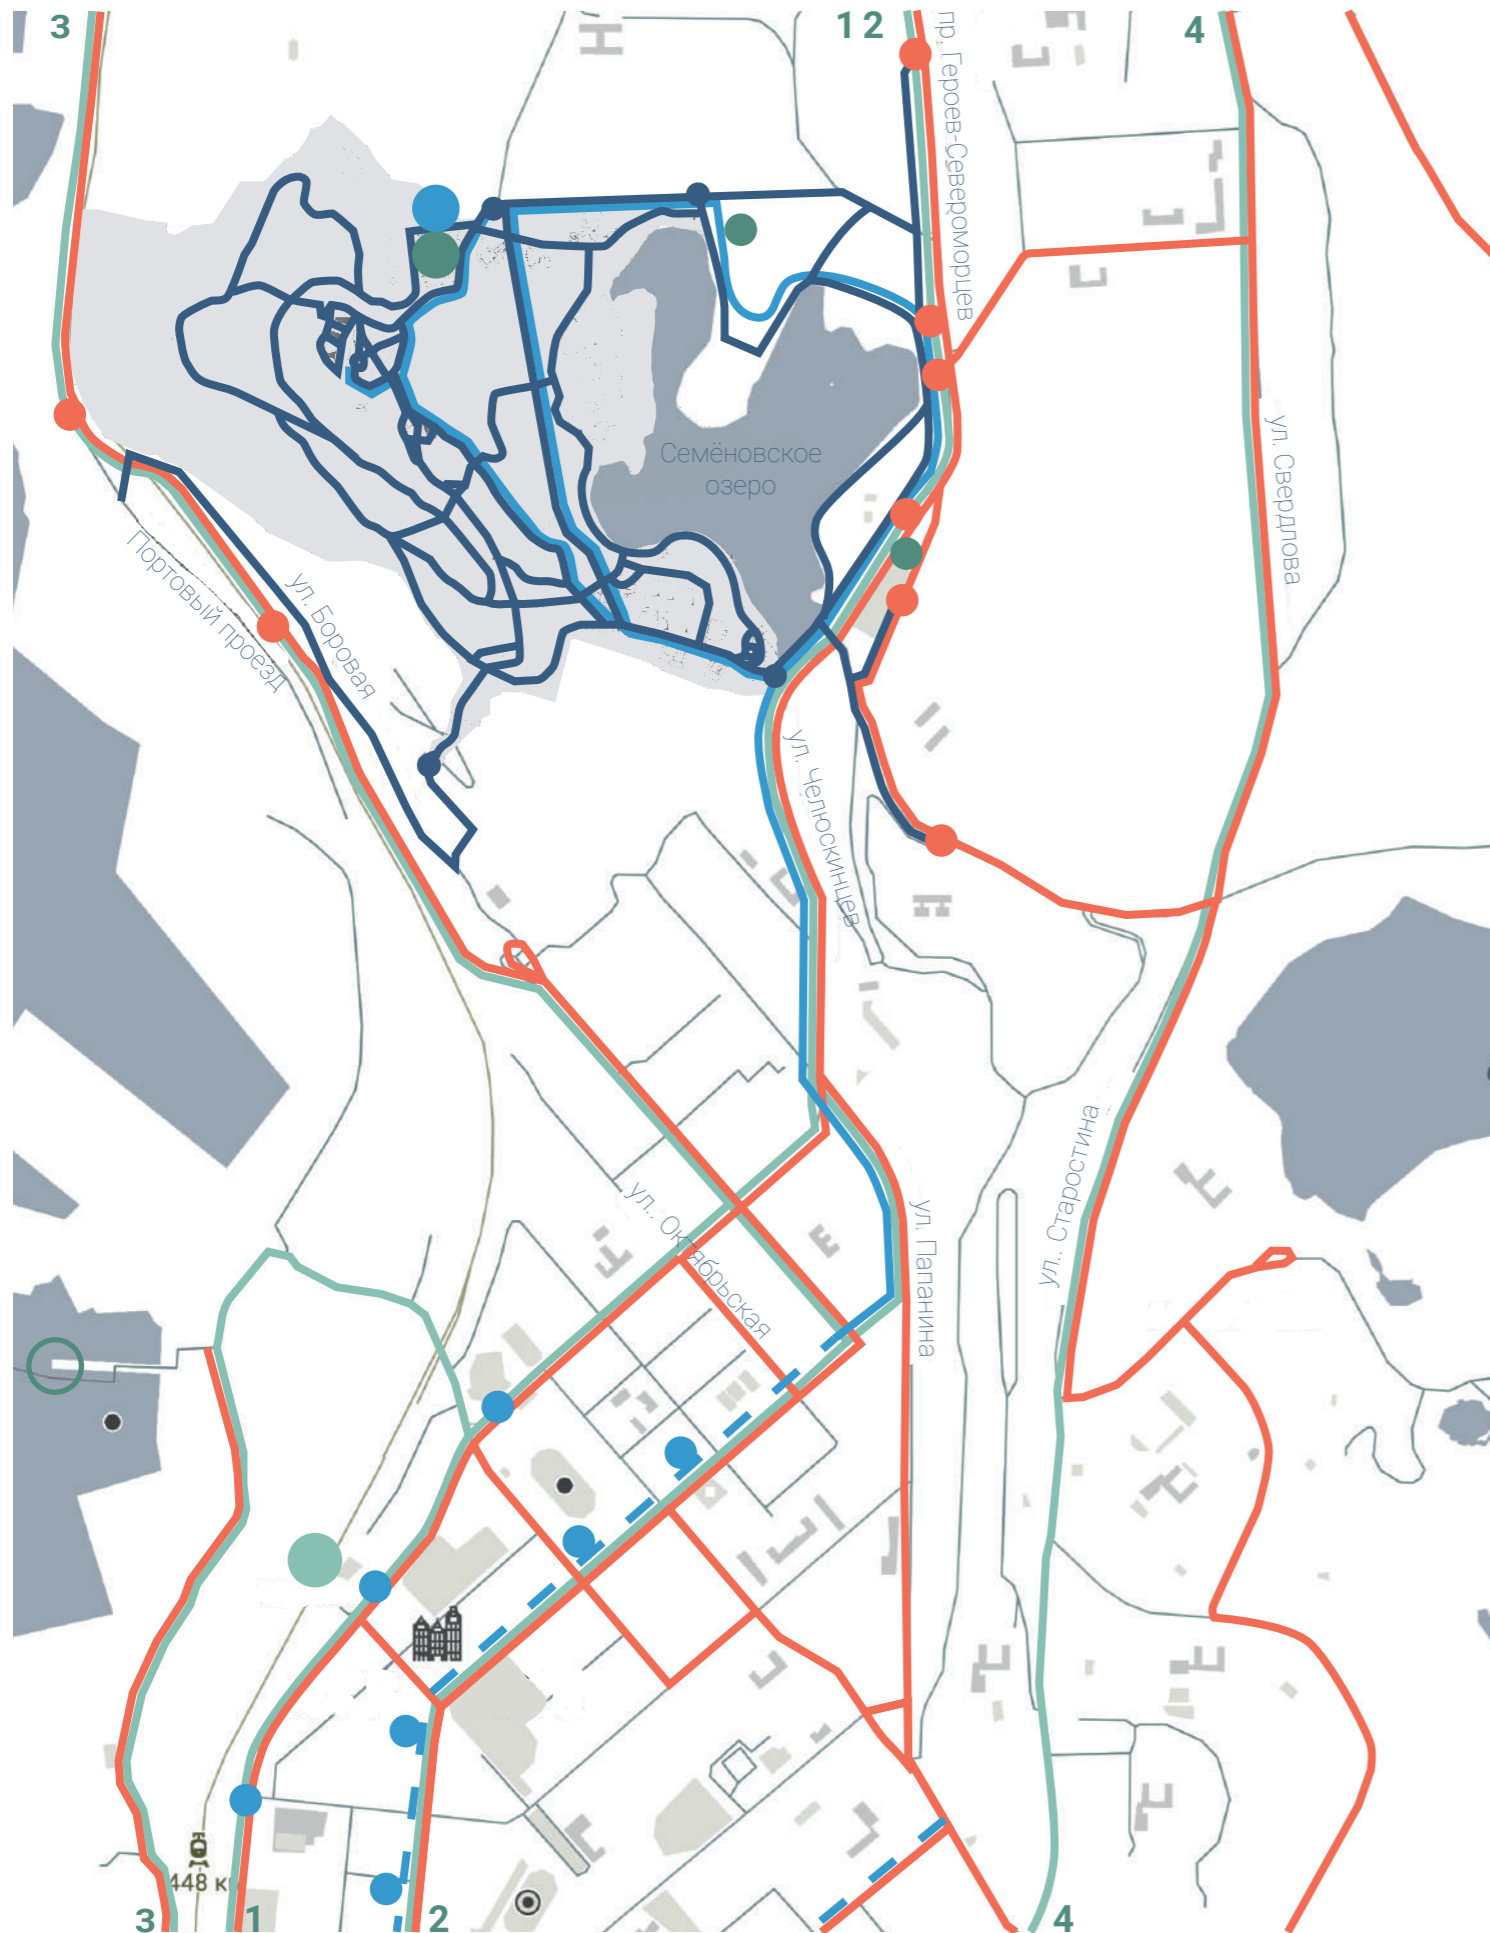 3
1 2
4
пр. Героев-Североморцев
ул. Свердлова
Семёновское
озеро
Портовый проезд
ул. Боровая
ул. Челюскинцев
ул.. Старостина
ул.. Октябрьская
ул. Папанина
448 к
3
1
2
4